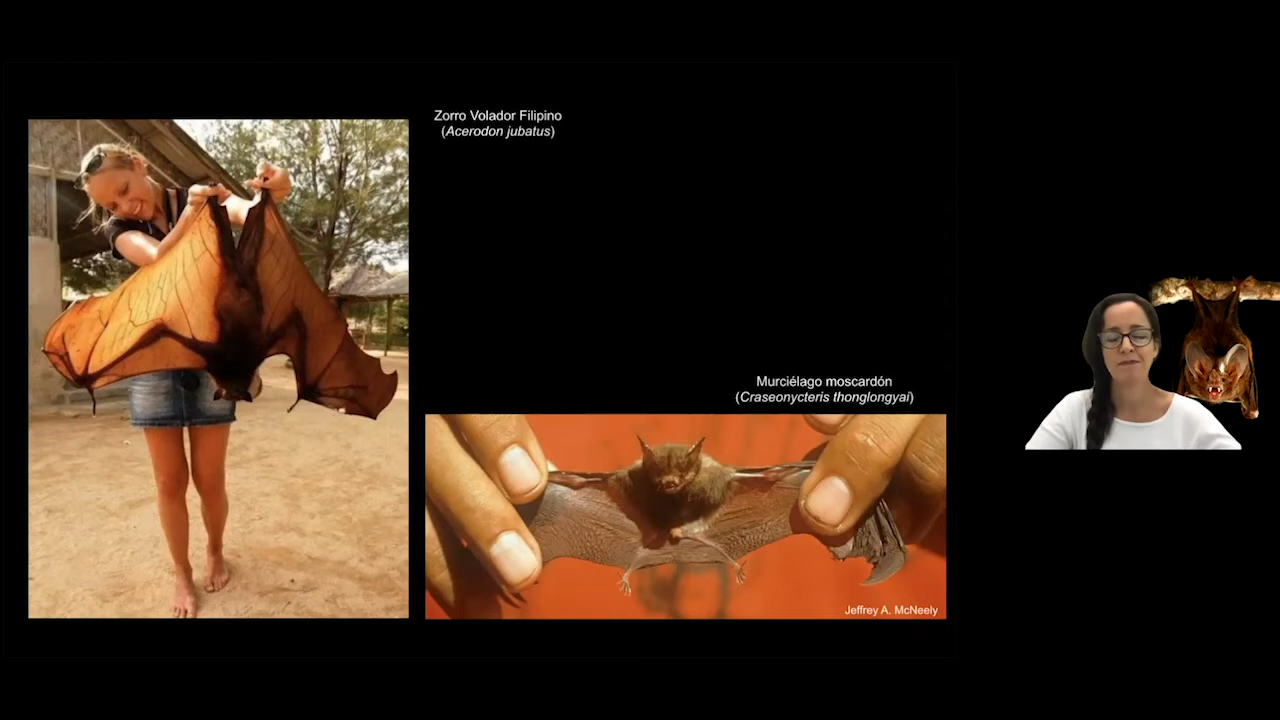 Zorro Volador Filipino
(Acerodon jubatus)
Murciélago moscardón
(Craseonycteris thonglongyai)
Jeffrey A. McNeely